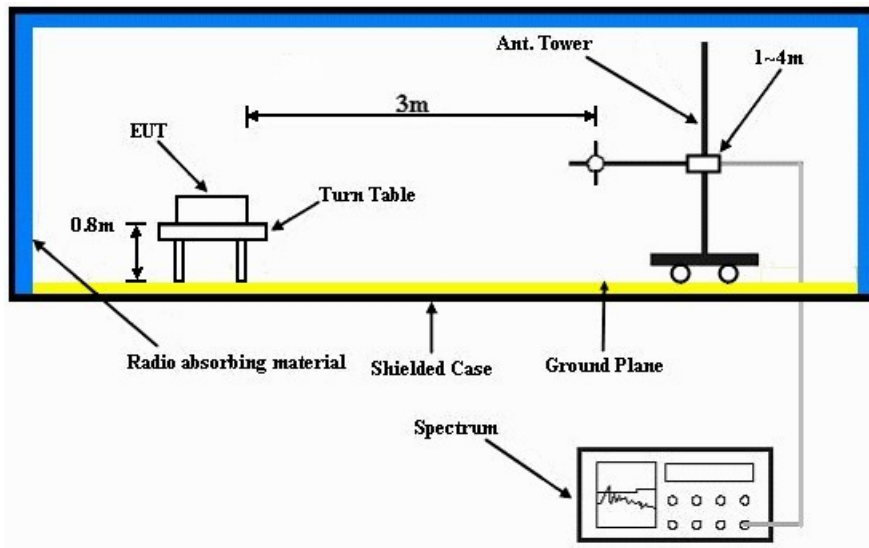 Ant. Tower
1~4m
3m
EUT
Turn Table
0.8m
Radio absorbing material
Shielded Case
Ground Plane
Spectrum